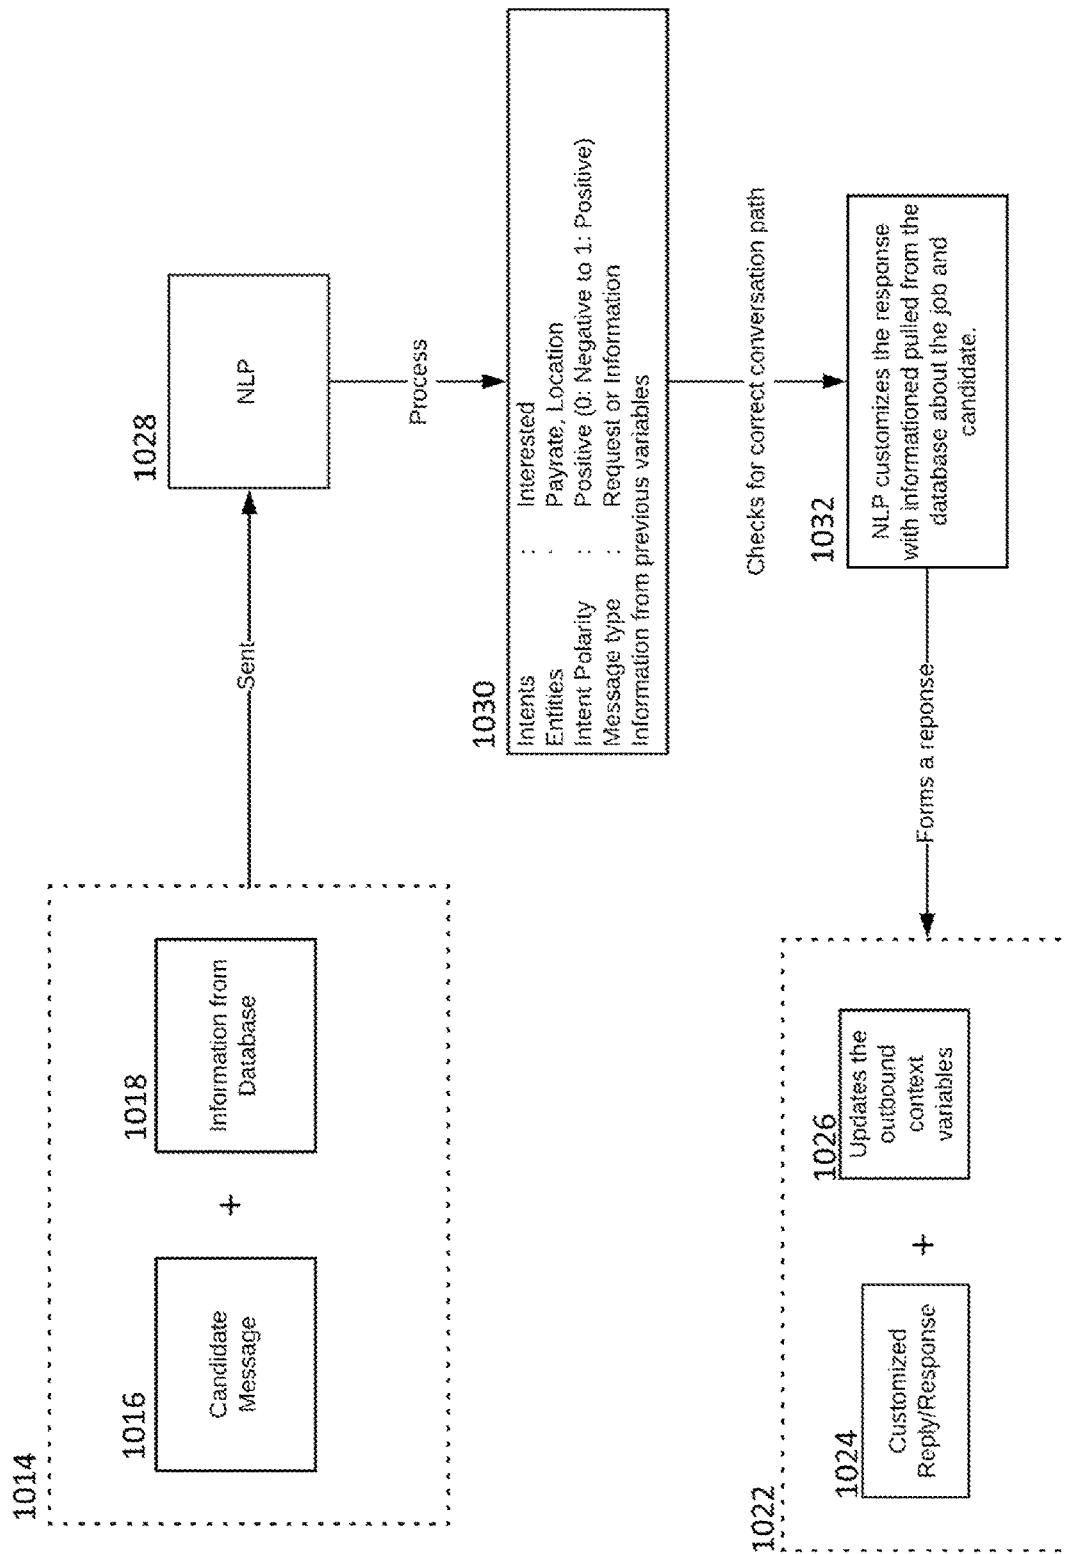 1014
1016
Candidate
Message
+
1018
Information from
Database
Sent
1028
NLP
Process
1030
Intents : Interested
Entities . Payrate, Location
Intent Polarity : Positive (0: Negative to 1: Positive)
Message type : Request or Information
Information from previous variables
Checks for correct conversation path
1032
NLP customizes the response
with informationed pulled from the
database about the job and
candidate.
Forms a reponse
1022
1024
Customized
Reply/Response
+
1026
Updates the
outbound
context
variables